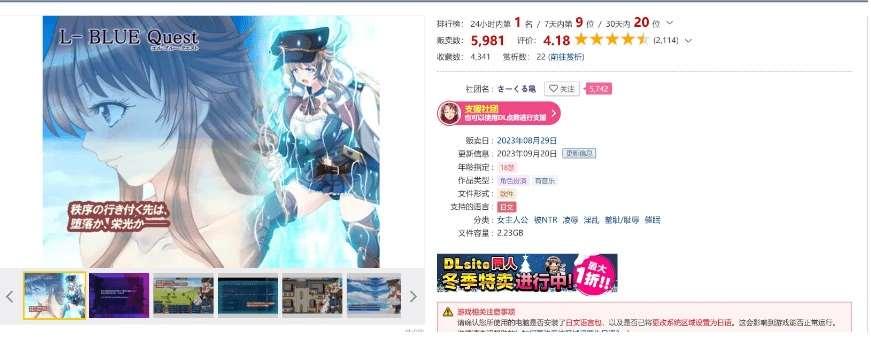 L- BLUE Quest
エル・ブルー・クエスト
秩序の行き付く先は、
堕落か、栄光か――
排行榜： 24小时内第 1 名 / 7天内第 9 位 / 30天内 20 位
贩卖数： 5,981 评价： 4.18 (2,114)
收藏数： 4,341 赏析数： 22 (前往赏析)
社团名 : さーくる亀 关注 5,742
支援社团
也可以使用DL点数进行支援
贩卖日 : 2023年08月29日
更新信息 : 2023年09月20日 更新信息
年龄指定 : 18禁
作品类型 : 角色扮演 有音乐
文件形式 : 软件
支持的语言 : 日文
分类 : 女主人公 被NTR 凌辱 淫乱 羞耻/耻辱 催眠
文件容量 : 2.23GB
DLsite同人
冬季特卖进行中! 最大1折!!
游戏相关注意事项
请确认您所使用的电脑是否安装了日文语言包、以及是否已将更改系统区域设置为日语。这会影响到游戏能否正常运行。